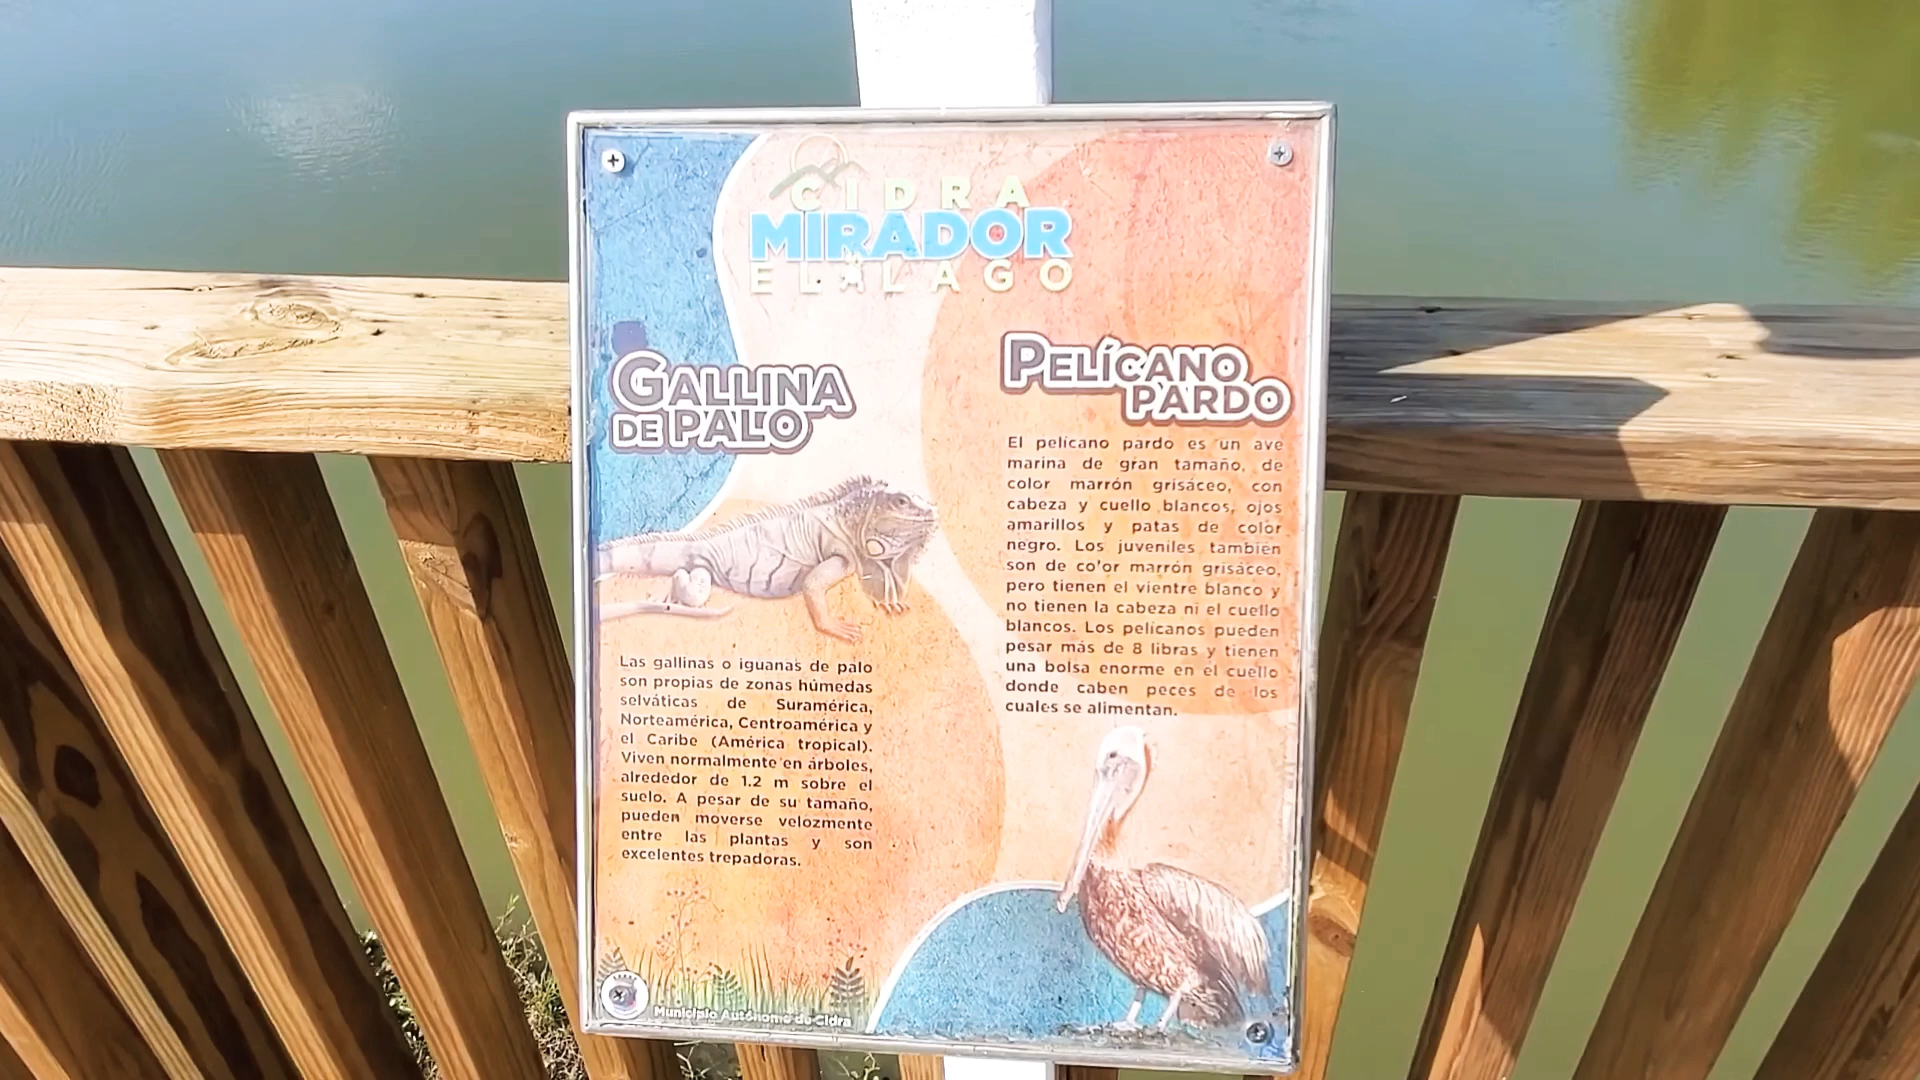 CIDRA
MIRADOR
EL LAGO
GALLINA
DE PALO
Las gallinas o iguanas de palo
son propias de zonas húmedas
selváticas de Suramérica,
Norteamérica, Centroamérica y
el Caribe (América tropical).
Viven normalmente en árboles,
alrededor de 1.2 m sobre el
suelo. A pesar de su tamaño,
pueden moverse velozmente
entre las plantas y son
excelentes trepadoras.
PELÍCANO
PARDO
El pelícano pardo es un ave
marina de gran tamaño, de
color marrón grisáceo, con
cabeza y cuello blancos, ojos
amarillos y patas de color
negro. Los juveniles también
son de color marrón grisáceo,
pero tienen el vientre blanco y
no tienen la cabeza ni el cuello
blancos. Los pelícanos pueden
pesar más de 8 libras y tienen
una bolsa enorme en el cuello
donde caben peces de los
cuales se alimentan.
Municipio Autónomo de Cidra